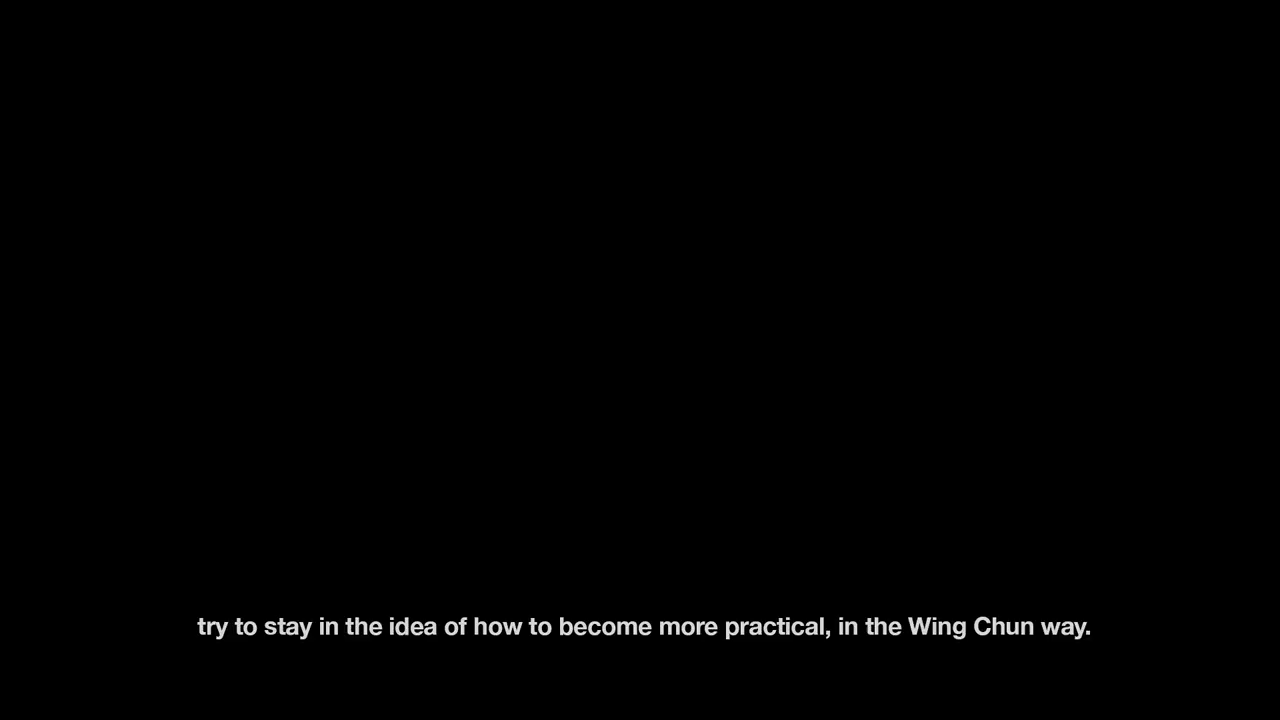 try to stay in the idea of how to become more practical, in the Wing Chun way.